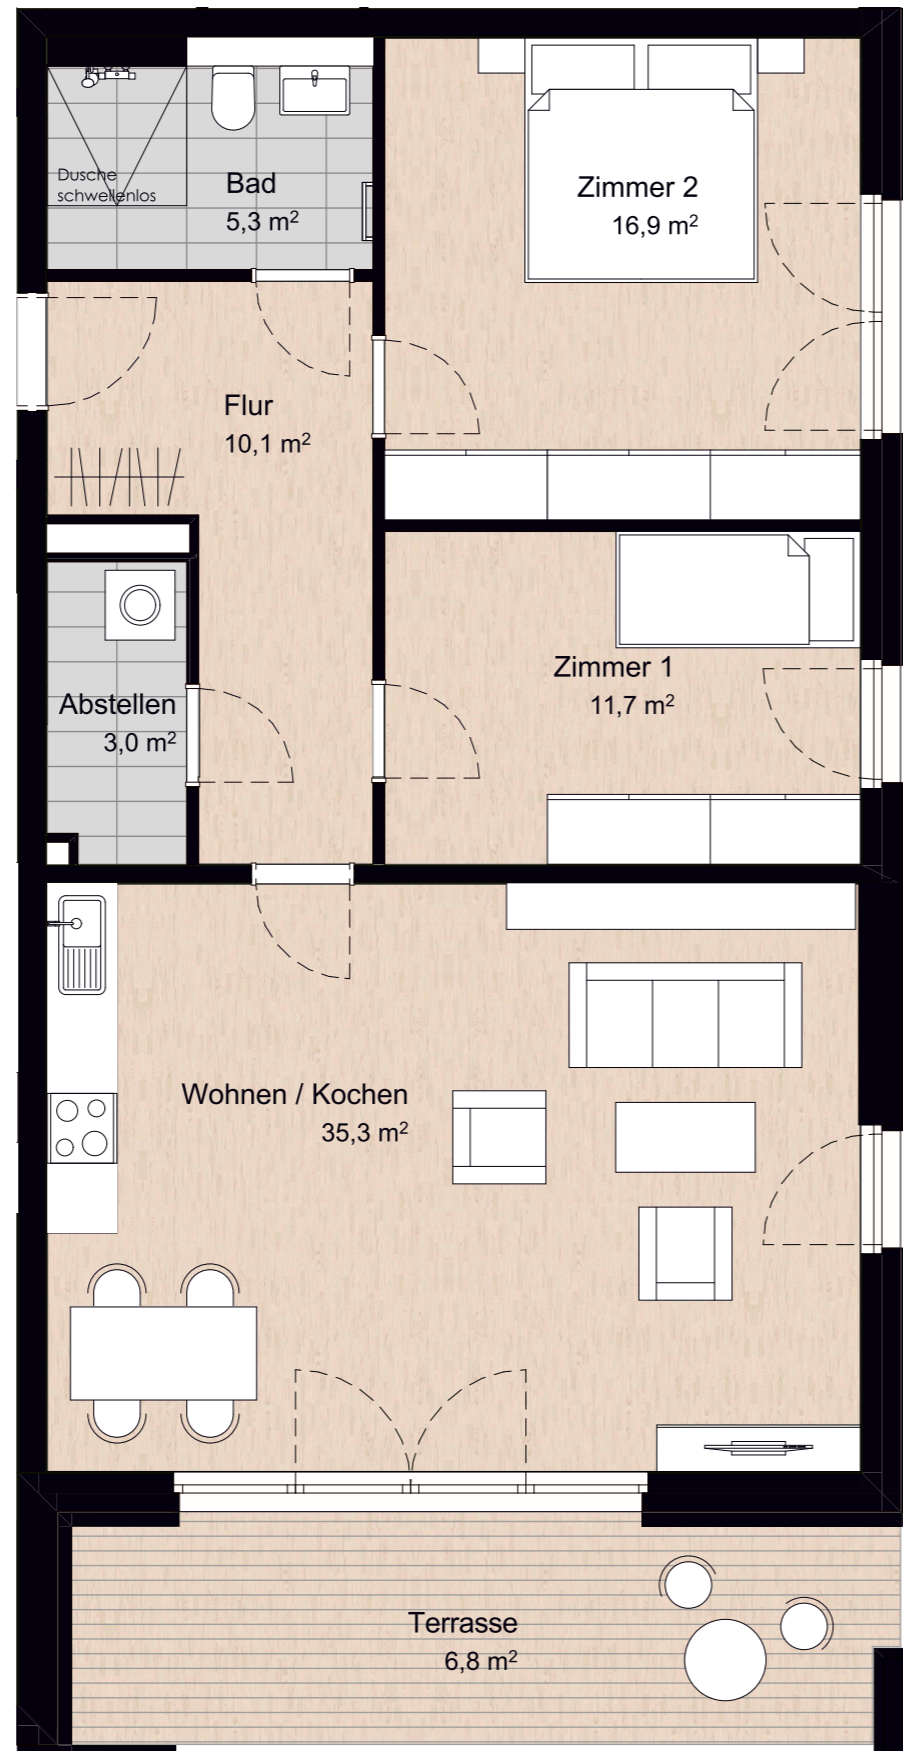 Dusche
schwellenlos
Bad
5,3 m²
Zimmer 2
16,9 m²
Flur
10,1 m²
Zimmer 1
11,7 m²
Abstellen
3,0 m²
Wohnen / Kochen
35,3 m²
Terrasse
6,8 m²